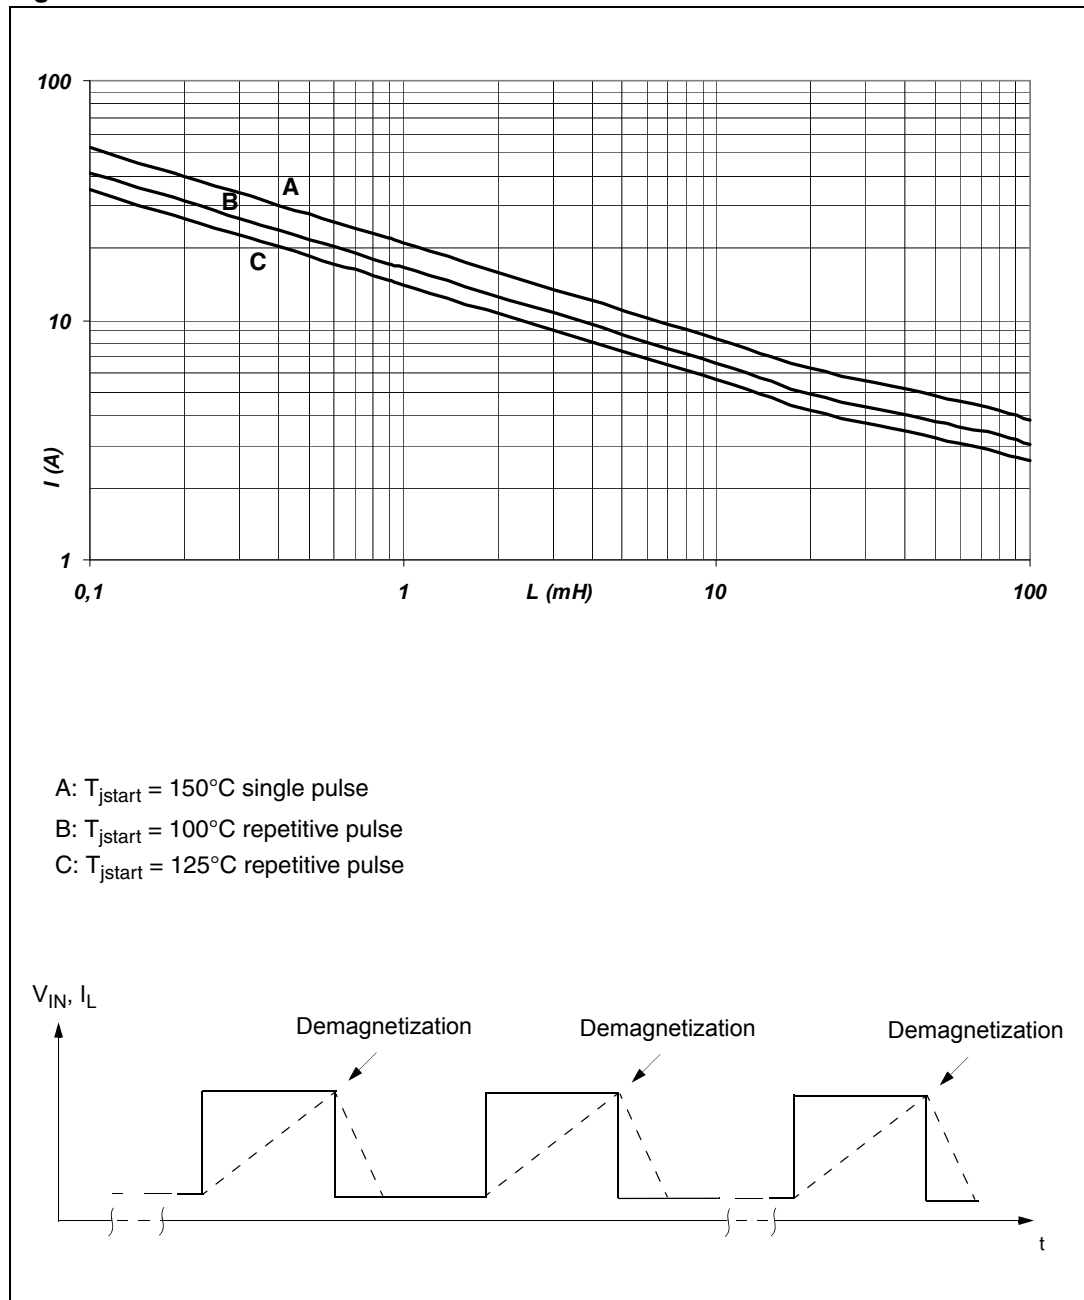 100
A
B
C
10
I (A)
1
0,1
1
L (mH)
10
100
A: Tjstart = 150°C single pulse
B: Tjstart = 100°C repetitive pulse
C: Tjstart = 125°C repetitive pulse
VIN, IL
Demagnetization
Demagnetization
Demagnetization
t